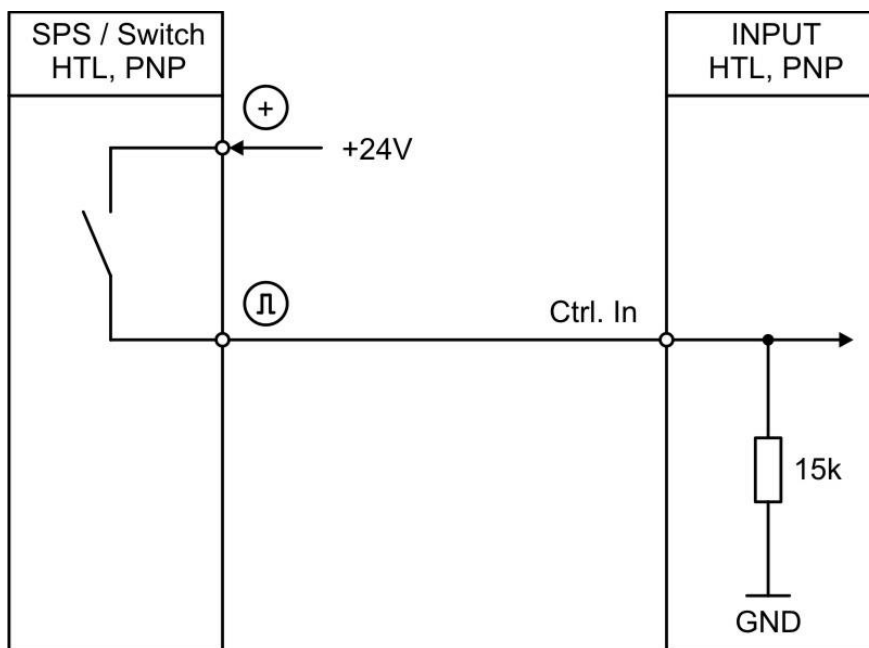 SPS / Switch
HTL, PNP
INPUT
HTL, PNP
+
+24V
Ctrl. In
15k
GND